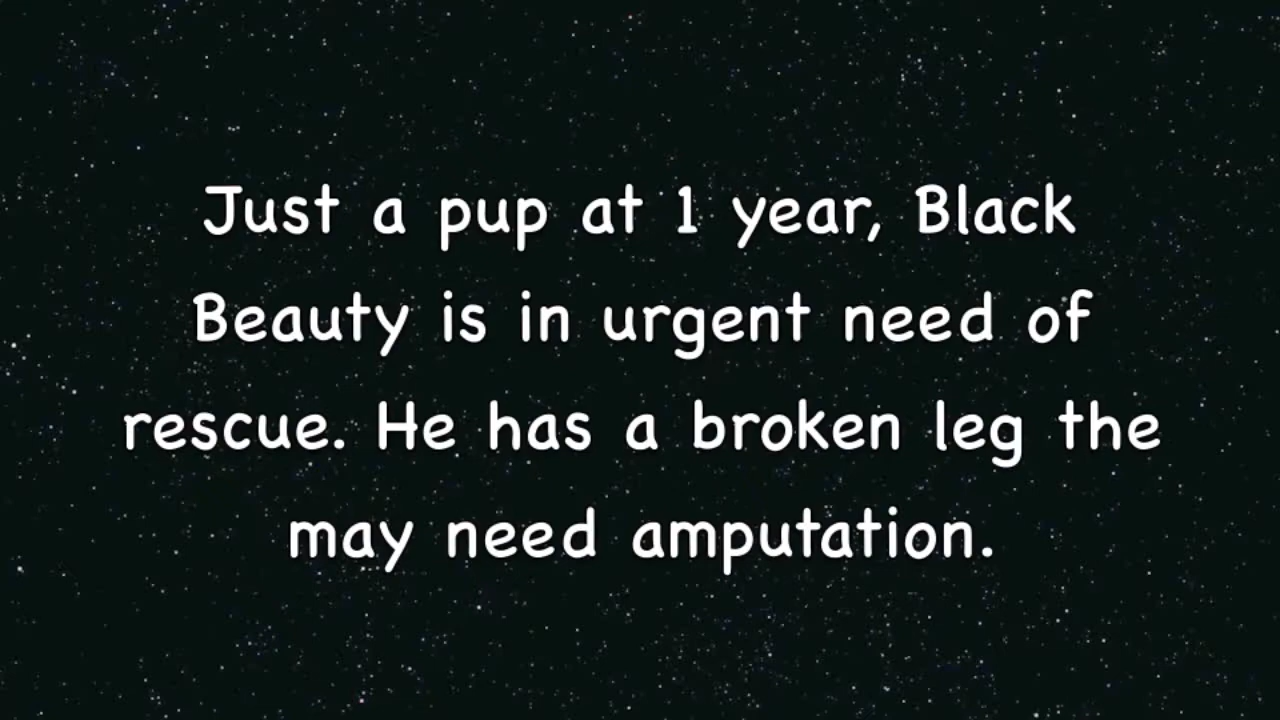 Just a pup at 1 year, Black
Beauty is in urgent need of
rescue. He has a broken leg the
may need amputation.